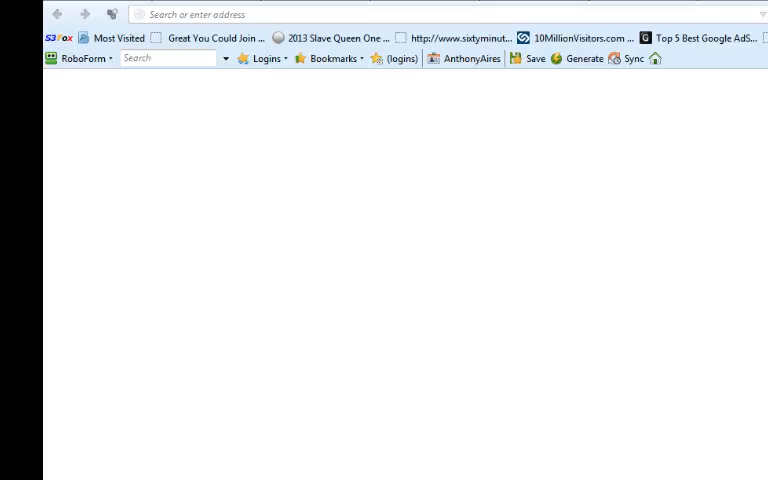 Search or enter address
S3Fox Most Visited Great You Could Join ... 2013 Slave Queen One ... http://www.sixtyminut... 10MillionVisitors.com ... G Top 5 Best Google AdS...
RoboForm Search Logins Bookmarks (logins) AnthonyAires Save Generate Sync